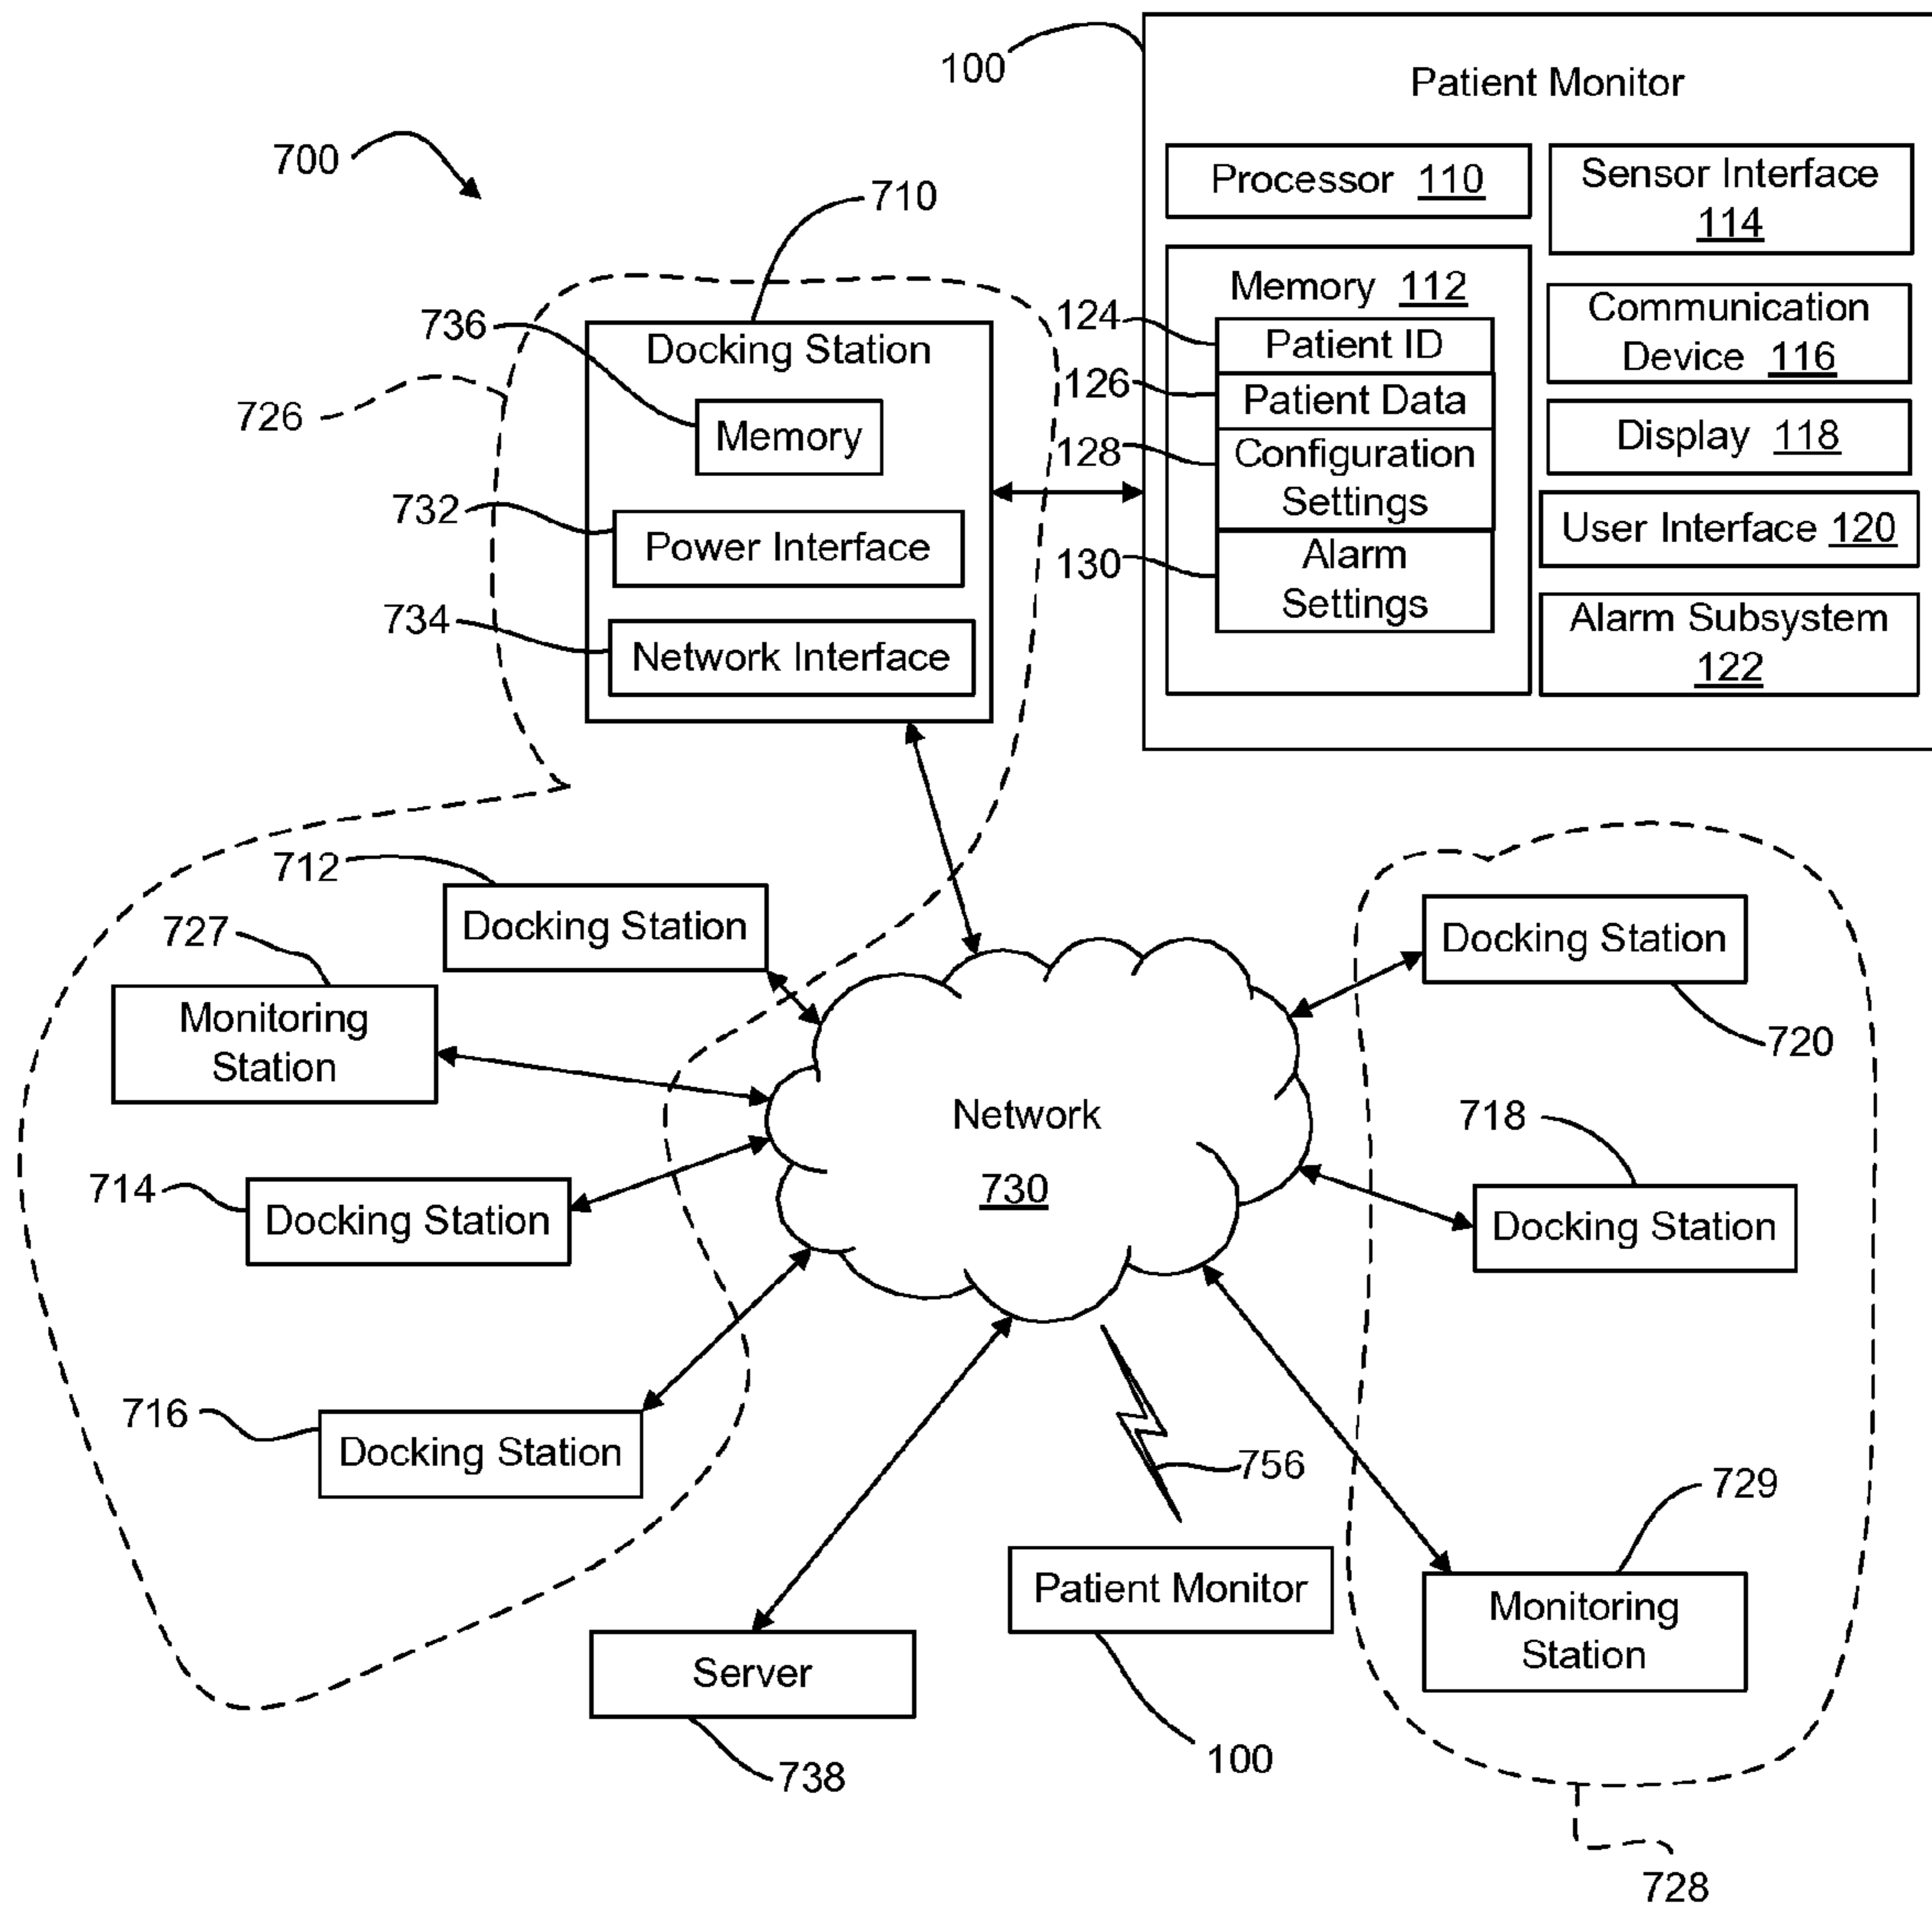 100
Patient Monitor
700
Processor 110
Sensor Interface
114
710
Memory 112
Communication
Device 116
124
Patient ID
736
Docking Station
126
Patient Data
726
Memory
128
Configuration
Settings
Display 118
732
Power Interface
User Interface 120
130
Alarm
Settings
734
Network Interface
Alarm Subsystem
122
712
Docking Station
727
Monitoring
Station
Docking Station
720
Network
730
718
714
Docking Station
Docking Station
716
Docking Station
756
729
Patient Monitor
Monitoring
Station
Server
738
100
728